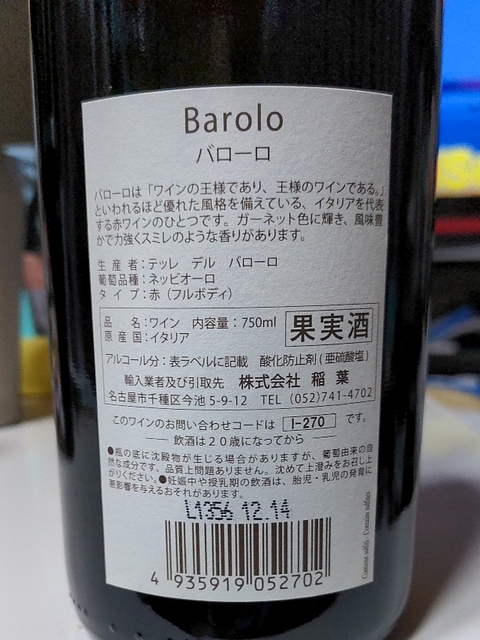 Barolo
バローロ
バローロは「ワインの王様であり、王様のワインである。」
といわれるほど優れた風格を備えている、イタリアを代表
する赤ワインのひとつです。ガーネット色に輝き、風味豊
かで力強くスミレのような香りがあります。
生産者:テッレ デル バローロ
葡萄品種:ネッビオーロ
タイプ:赤(フルボディ)
品名:ワイン 内容量:750ml 果実酒
原産国:イタリア
アルコール分:表ラベルに記載 酸化防止剤(亜硫酸塩)
輸入業者及び引取先 株式会社 稲葉
名古屋市千種区今池5-9-12 TEL (052)741-4702
このワインのお問い合わせコードは I-270 です。
飲酒は20歳になってから
●瓶の底に沈殿物が生じる場合がありますが、葡萄由来の自
然な成分です。品質上問題ありません。沈めて上澄みをお召し上
がりください。●妊娠中や授乳期の飲酒は、胎児・乳児の発育に
悪影響を与えるおそれがあります。
L1356 12.14
4 935919 052702
Contiene solfiti - Contains sulfites